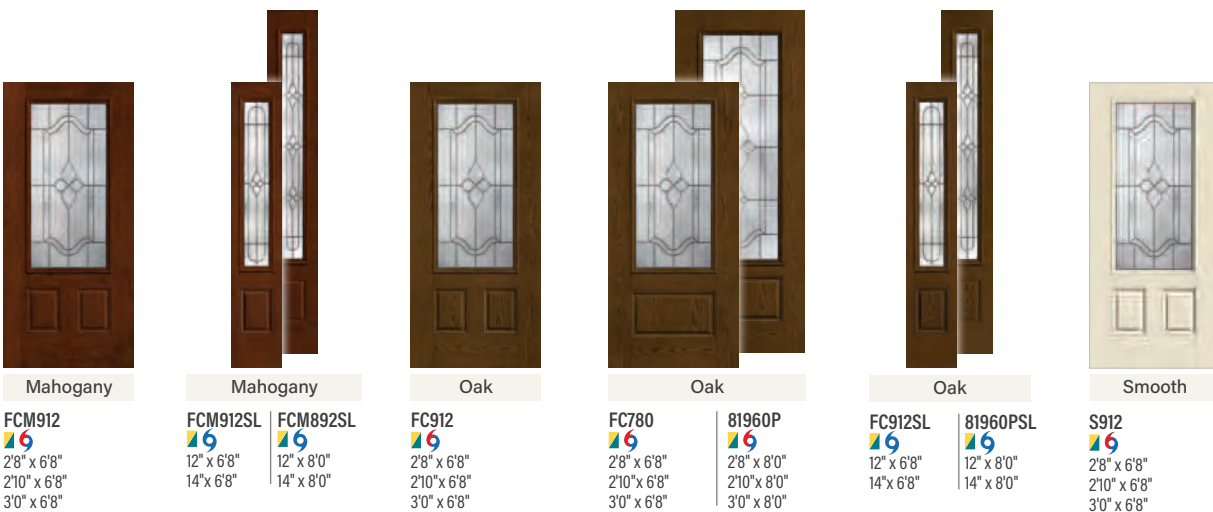 Mahogany
FCM912
2'8" x 6'8"
2'10" x 6'8"
3'0" x 6'8"
Mahogany
FCM912SL
12" x 6'8"
14"x 6'8"
FCM892SL
12" x 8'0"
14" x 8'0"
Oak
FC912
2'8" x 6'8"
2'10"x 6'8"
3'0" x 6'8"
Oak
FC780
2'8" x 6'8"
2'10"x 6'8"
3'0"x 6'8"
81960P
2'8" x 8'0"
2'10"x 8'0"
3'0" x 8'0"
Oak
FC912SL
12" x 6'8"
14"x 6'8"
81960PSL
12" x 8'0"
14" x 8'0"
Smooth
S912
2'8" x 6'8"
2'10" x 6'8"
3'0" x 6'8"